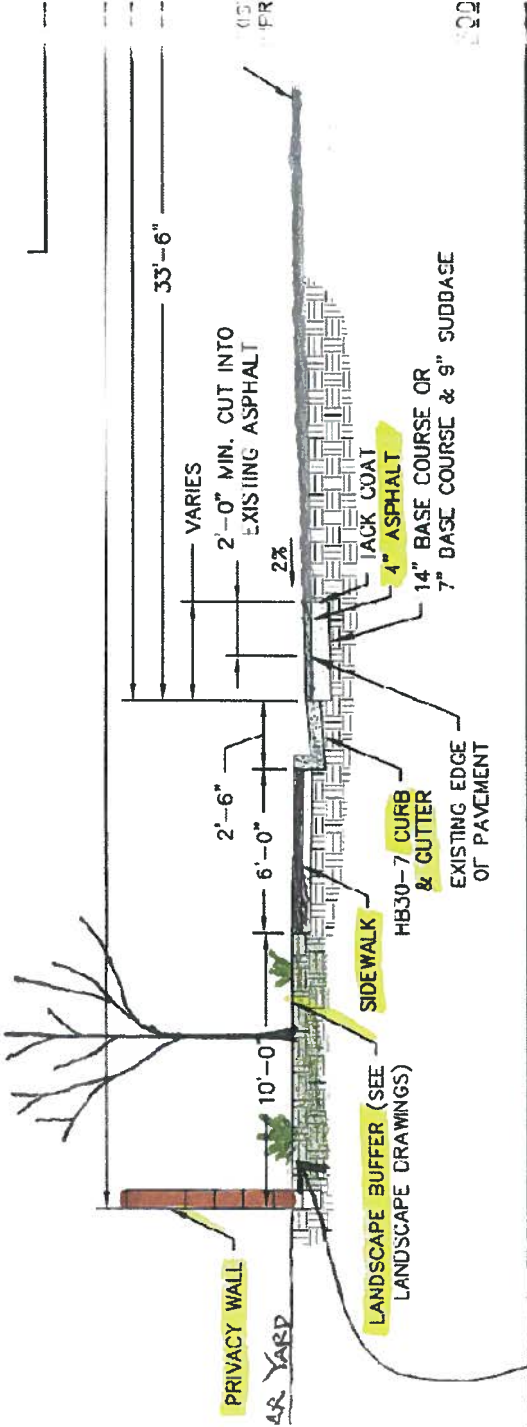 33'-6"
VARIES
2'-0" MIN. CUT INTO
EXISTING ASPHALT
2%
2'-6"
6'-0"
10'-0
PRIVACY WALL
YARD
LANDSCAPE BUFFER (SEE
LANDSCAPE DRAWINGS)
SIDEWALK
HB30-7 CURB
& GUTTER
EXISTING EDGE
OF PAVEMENT
TACK COAT
4" ASPHALT
14" BASE COURSE OR
7" BASE COURSE & 9" SUBBASE